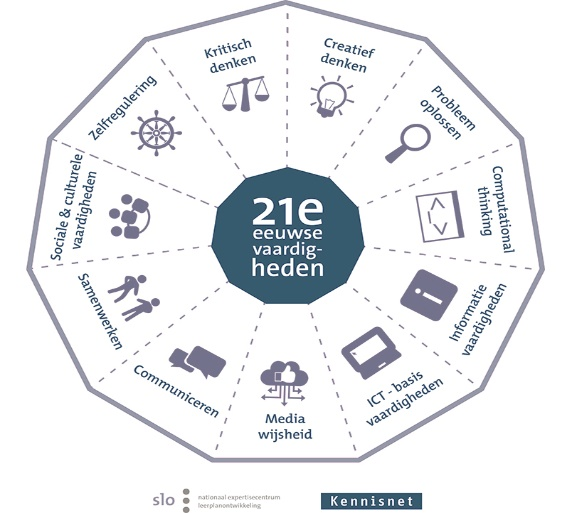 Kritisch
denken
Creatief
denken
Probleem
oplossen
Computational
thinking
Informatie
vaardigheden
ICT - basis
vaardigheden
Media
wijsheid
Communiceren
Samenwerken
Sociale & culturele
vaardigheden
Zelfregulering
21e
eeuwse
vaardig-
heden
slo
nationaal expertisecentrum
leerplanontwikkeling
Kennisnet